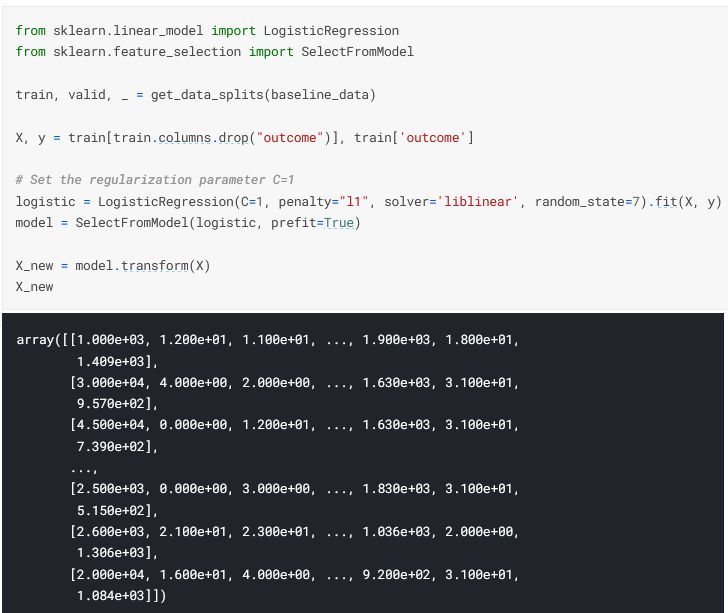 from sklearn.linear_model import LogisticRegression
from sklearn.feature_selection import SelectFromModel
train, valid, _ = get_data_splits(baseline_data)
X, y = train[train.columns.drop("outcome")], train['outcome']
# Set the regularization parameter C=1
logistic = LogisticRegression(C=1, penalty="l1", solver='liblinear', random_state=7).fit(X, y)
model = SelectFromModel(logistic, prefit=True)
X_new = model.transform(X)
X_new
array([[1.000e+03, 1.200e+01, 1.100e+01, ..., 1.900e+03, 1.800e+01,
1.409e+03],
[3.000e+04, 4.000e+00, 2.000e+00, ..., 1.630e+03, 3.100e+01,
9.570e+02],
[4.500e+04, 0.000e+00, 1.200e+01, ..., 1.630e+03, 3.100e+01,
7.390e+02],
...,
[2.500e+03, 0.000e+00, 3.000e+00, ..., 1.830e+03, 3.100e+01,
5.150e+02],
[2.600e+03, 2.100e+01, 2.300e+01, ..., 1.036e+03, 2.000e+00,
1.306e+03],
[2.000e+04, 1.600e+01, 4.000e+00, ..., 9.200e+02, 3.100e+01,
1.084e+03]])